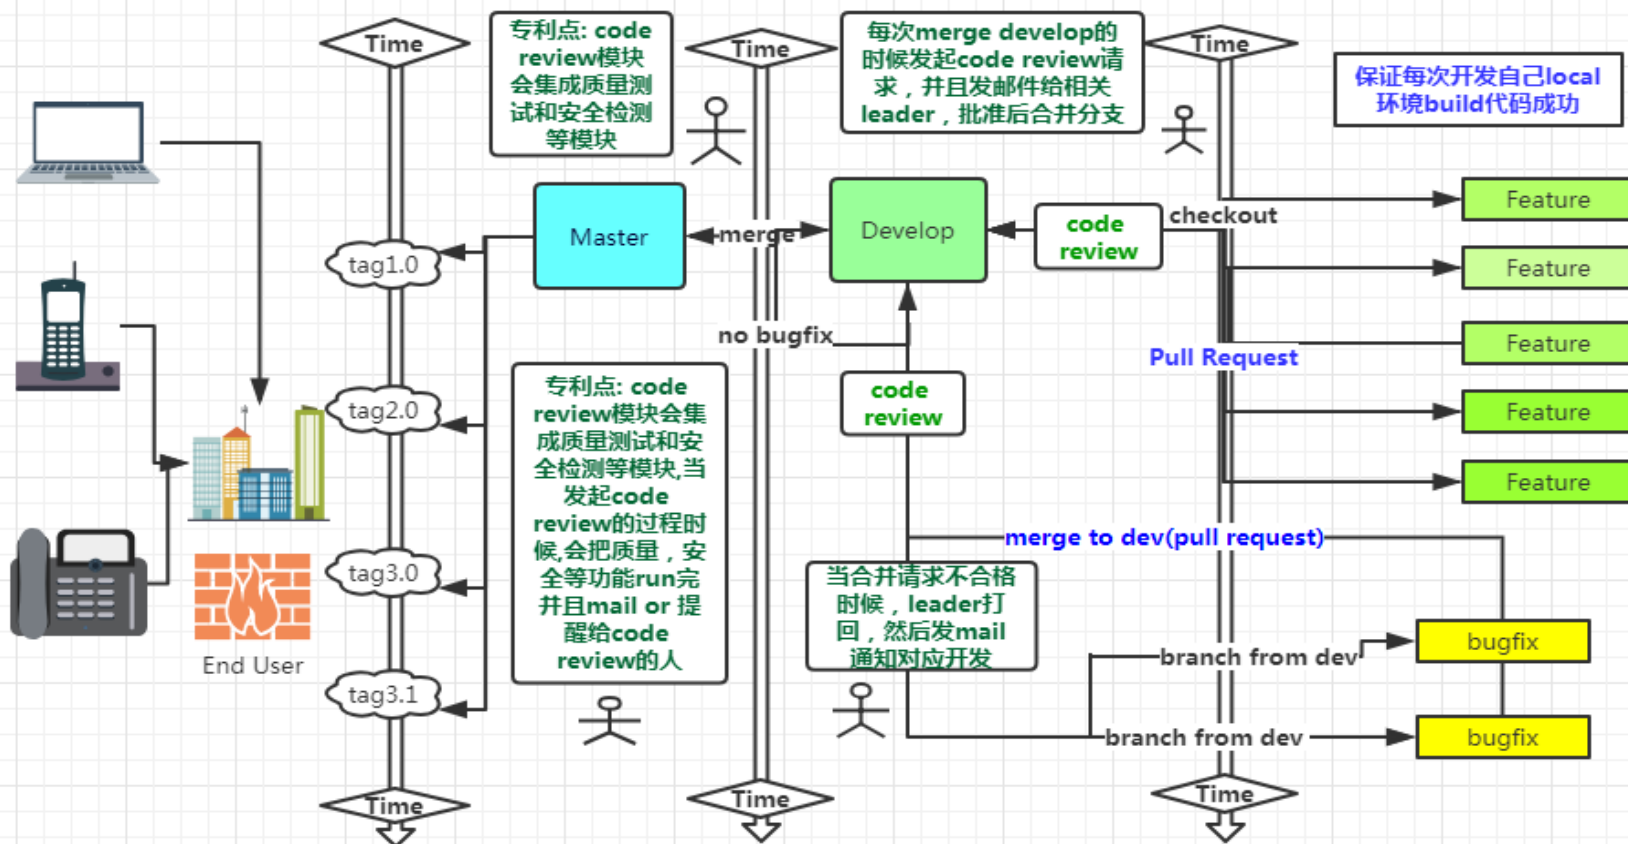 Time
专利点: code
review模块
会集成质量测
试和安全检测
等模块
Time
每次merge develop的
时候发起code review请
求，并且发邮件给相关
leader，批准后合并分支
Time
保证每次开发自己local
环境build代码成功
Master
merge
Develop
code
review
checkout
Feature
Feature
Feature
Feature
Feature
tag1.0
tag2.0
tag3.0
tag3.1
no bugfix
Pull Request
专利点: code
review模块会集
成质量测试和安
全检测等模块,当
发起code
review的过程时
候,会把质量，安
全等功能run完
并且mail or 提
醒给code
review的人
code
review
merge to dev(pull request)
当合并请求不合格
时候，leader打
回，然后发mail
通知对应开发
branch from dev
bugfix
branch from dev
bugfix
End User
Time
Time
Time